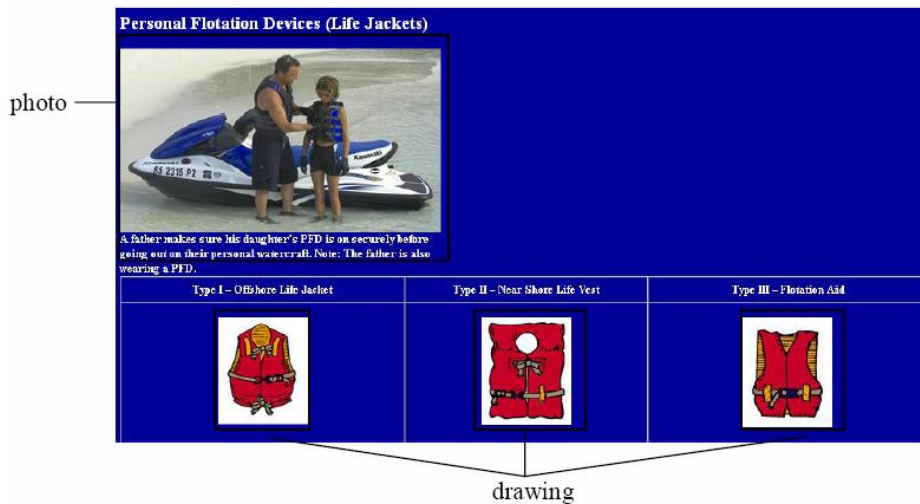 Personal Flotation Devices (Life Jackets)
photo
Kawasaki
Kawasaki
A father makes sure his daughter's PFD is on securely before
going out on their personal watercraft. Note: The father is also
wearing a PFD.
Type I – Offshore Life Jacket
Type II – Near Shore Life Vest
Type III – Flotation Aid
drawing